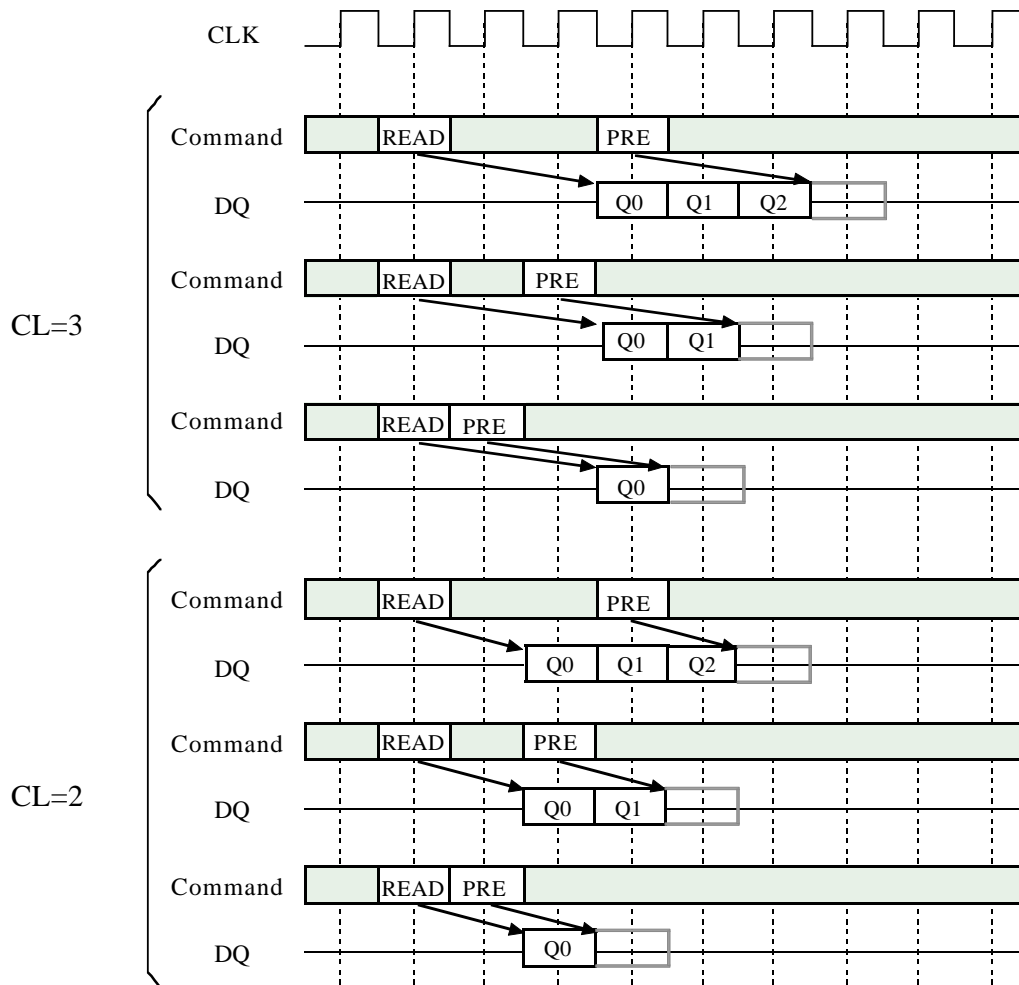 CLK
Command READ PRE
DQ Q0 Q1 Q2
Command READ PRE
CL=3
DQ Q0 Q1
Command READ PRE
DQ Q0
Command READ PRE
DQ Q0 Q1 Q2
Command READ PRE
CL=2
DQ Q0 Q1
Command READ PRE
DQ Q0